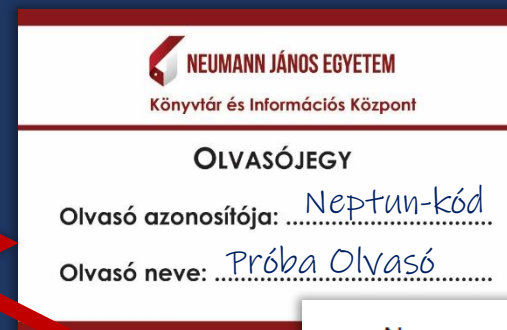 NEUMANN JÁNOS EGYETEM
Könyvtár és Információs Központ
OLVASÓJEGY
Olvasó azonosítója: Neptun-kód
Olvasó neve: Próba Olvasó